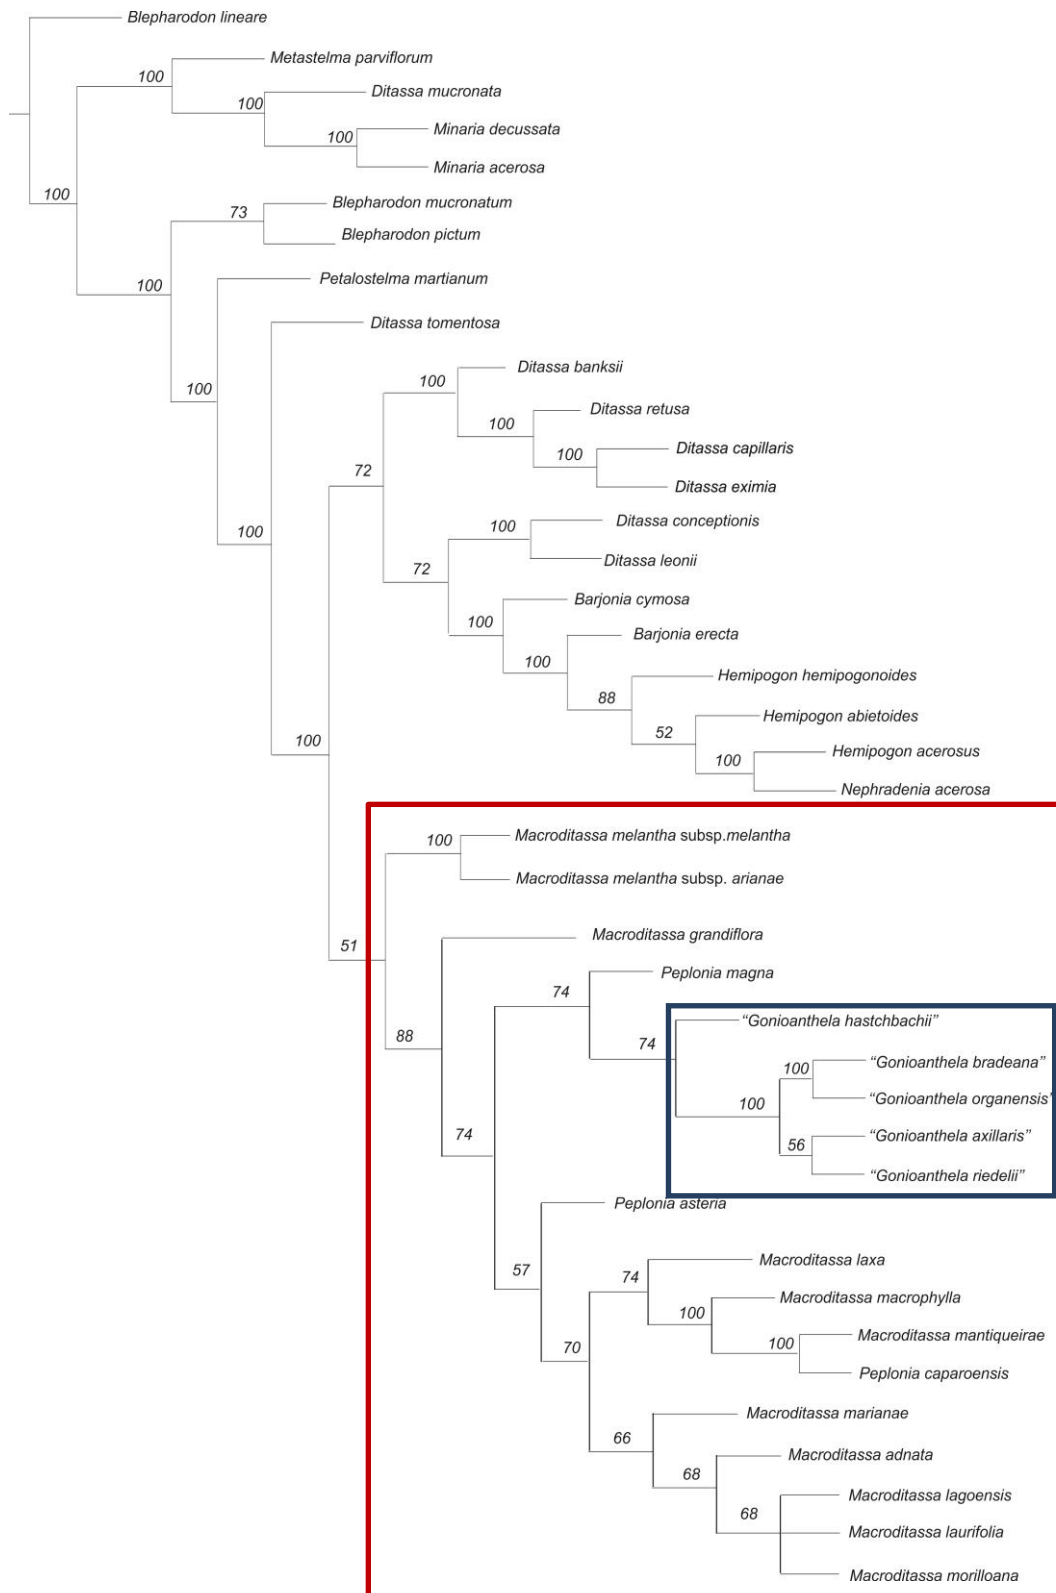 Blepharodon lineare
Metastelma parviflorum
100
Ditassa mucronata
100
Minaria decussata
100
Minaria acerosa
100
Blepharodon mucronatum
73
Blepharodon pictum
Petalostelma martianum
100
Ditassa tomentosa
Ditassa banksii
100
100
Ditassa retusa
100
Ditassa capillaris
100
72
Ditassa eximia
Ditassa conceptionis
100
100
Ditassa leonii
72
Barjonia cymosa
100
Barjonia erecta
100
Hemipogon hemipogonoides
88
Hemipogon abietoides
52
100
Hemipogon acerosus
100
Nephradenia acerosa
Macroditassa melantha subsp.melantha
100
Macroditassa melantha subsp. arianae
Macroditassa grandiflora
51
Peplonia magna
74
“Gonioanthela hastchbachii”
88
74
“Gonioanthela bradeana”
100
“Gonioanthela organensis”
100
“Gonioanthela axillaris”
74
56
“Gonioanthela riedelii”
Peplonia asteria
Macroditassa laxa
57
74
Macroditassa macrophylla
100
Macroditassa mantiqueirae
70
100
Peplonia caparoensis
Macroditassa marianae
66
Macroditassa adnata
68
Macroditassa lagoensis
68
Macroditassa laurifolia
Macroditassa morilloana